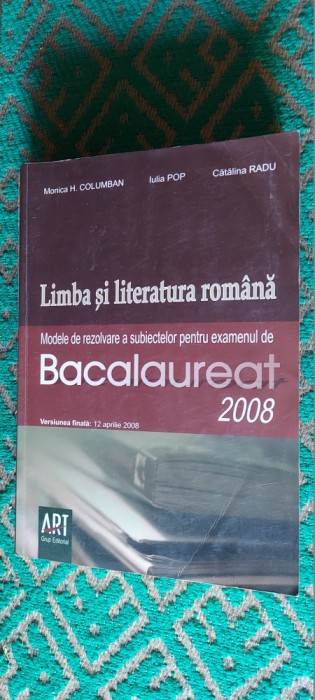 Monica H. COLUMBAN Iulia POP Cătălina RADU
Limba și literatura română
Modele de rezolvare a subiectelor pentru examenul de
Bacalaureat
2008
Versiunea finală: 12 aprilie 2008
ART
Grup Editorial